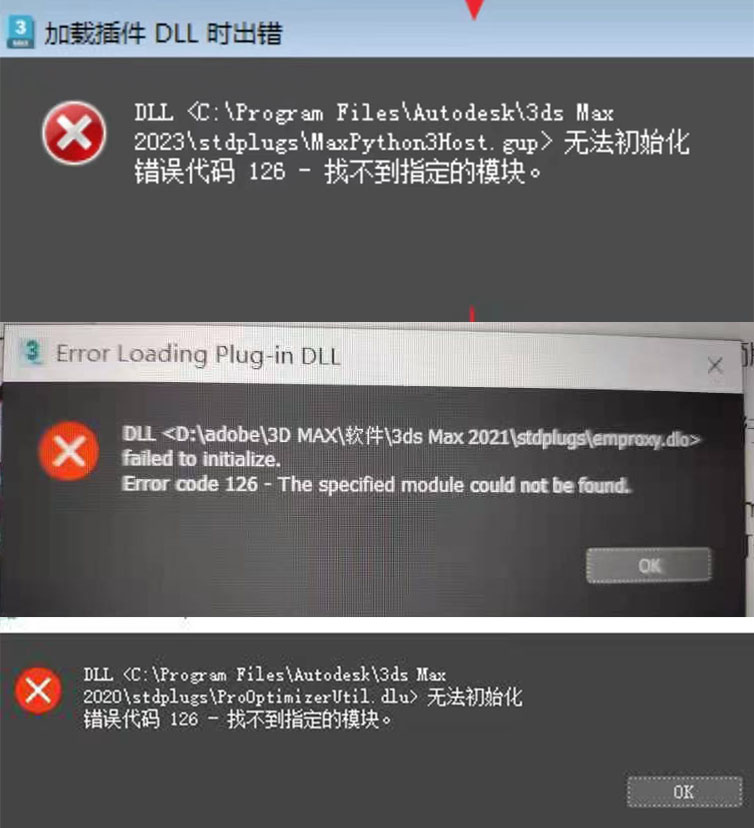 3
MAX
加载插件 DLL 时出错
DLL <C:\Program Files\Autodesk\3ds Max
2023\stdplugs\MaxPython3Host.gup> 无法初始化
错误代码 126 - 找不到指定的模块。
3
Error Loading Plug-in DLL
DLL <D:\adobe\3D MAX\软件\3ds Max 2021\stdplugs\emproxy.dlo>
failed to initialize.
Error code 126 - The specified module could not be found.
OK
DLL <C:\Program Files\Autodesk\3ds Max
2020\stdplugs\ProOptimizerUtil.dlu> 无法初始化
错误代码 126 - 找不到指定的模块。
OK